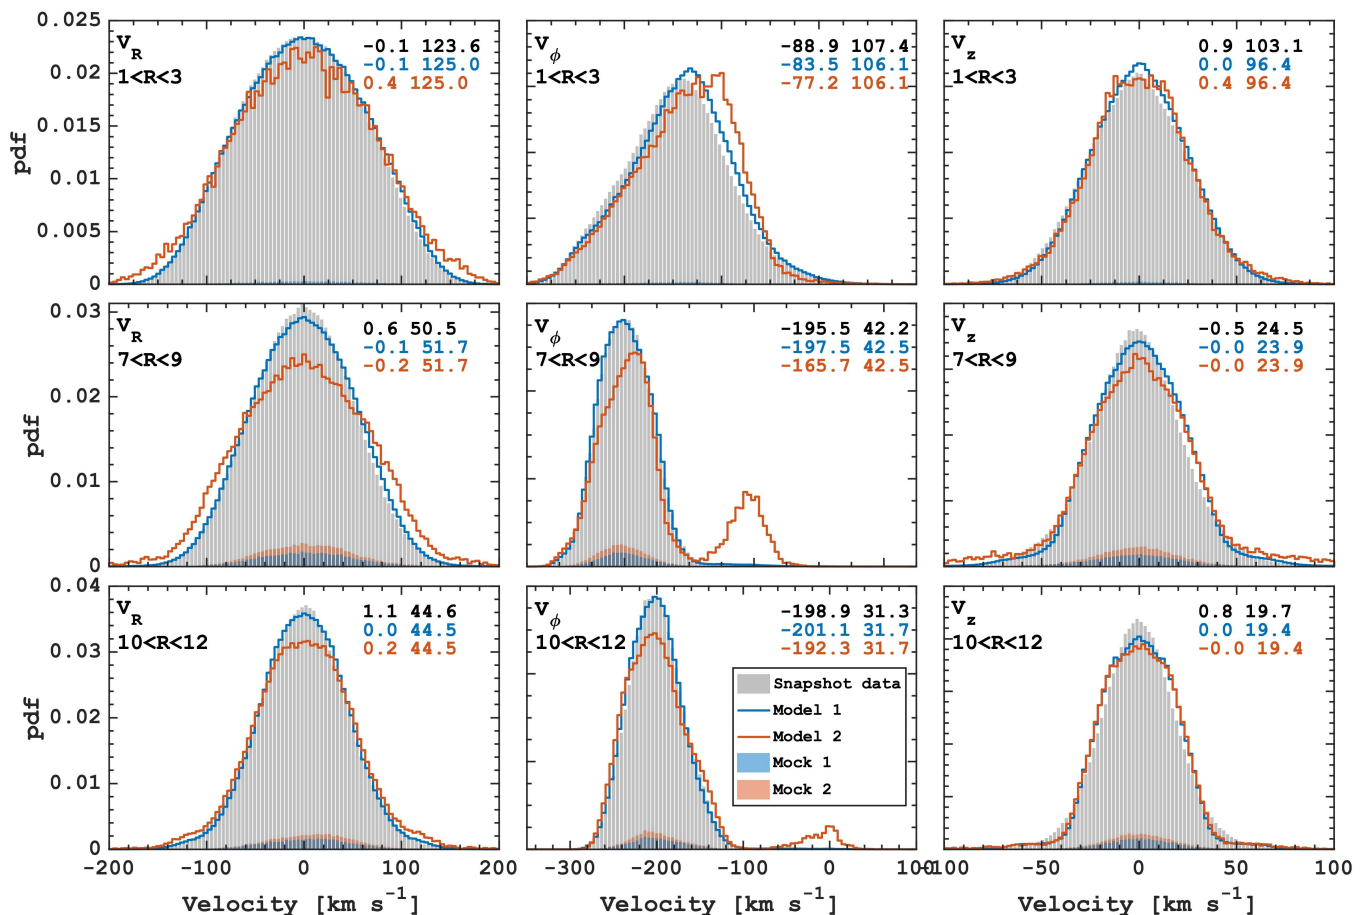 0.025
0.02
0.015
0.01
0.005
0
pdf
V_R
1<R<3
-0.1 123.6
-0.1 125.0
0.4 125.0
V_ϕ
1<R<3
-88.9 107.4
-83.5 106.1
-77.2 106.1
V_z
1<R<3
0.9 103.1
0.0 96.4
0.4 96.4
0.03
0.02
0.01
0
pdf
V_R
7<R<9
0.6 50.5
-0.1 51.7
-0.2 51.7
V_ϕ
7<R<9
-195.5 42.2
-197.5 42.5
-165.7 42.5
V_z
7<R<9
-0.5 24.5
-0.0 23.9
-0.0 23.9
0.04
0.03
0.02
0.01
0
pdf
V_R
10<R<12
1.1 44.6
0.0 44.5
0.2 44.5
V_ϕ
10<R<12
-198.9 31.3
-201.1 31.7
-192.3 31.7
Snapshot data
Model 1
Model 2
Mock 1
Mock 2
V_z
10<R<12
0.8 19.7
0.0 19.4
-0.0 19.4
-200 -100 0 100 200
-300 -200 -100 0
-50 0 50 100
Velocity [km s⁻¹]
Velocity [km s⁻¹]
Velocity [km s⁻¹]